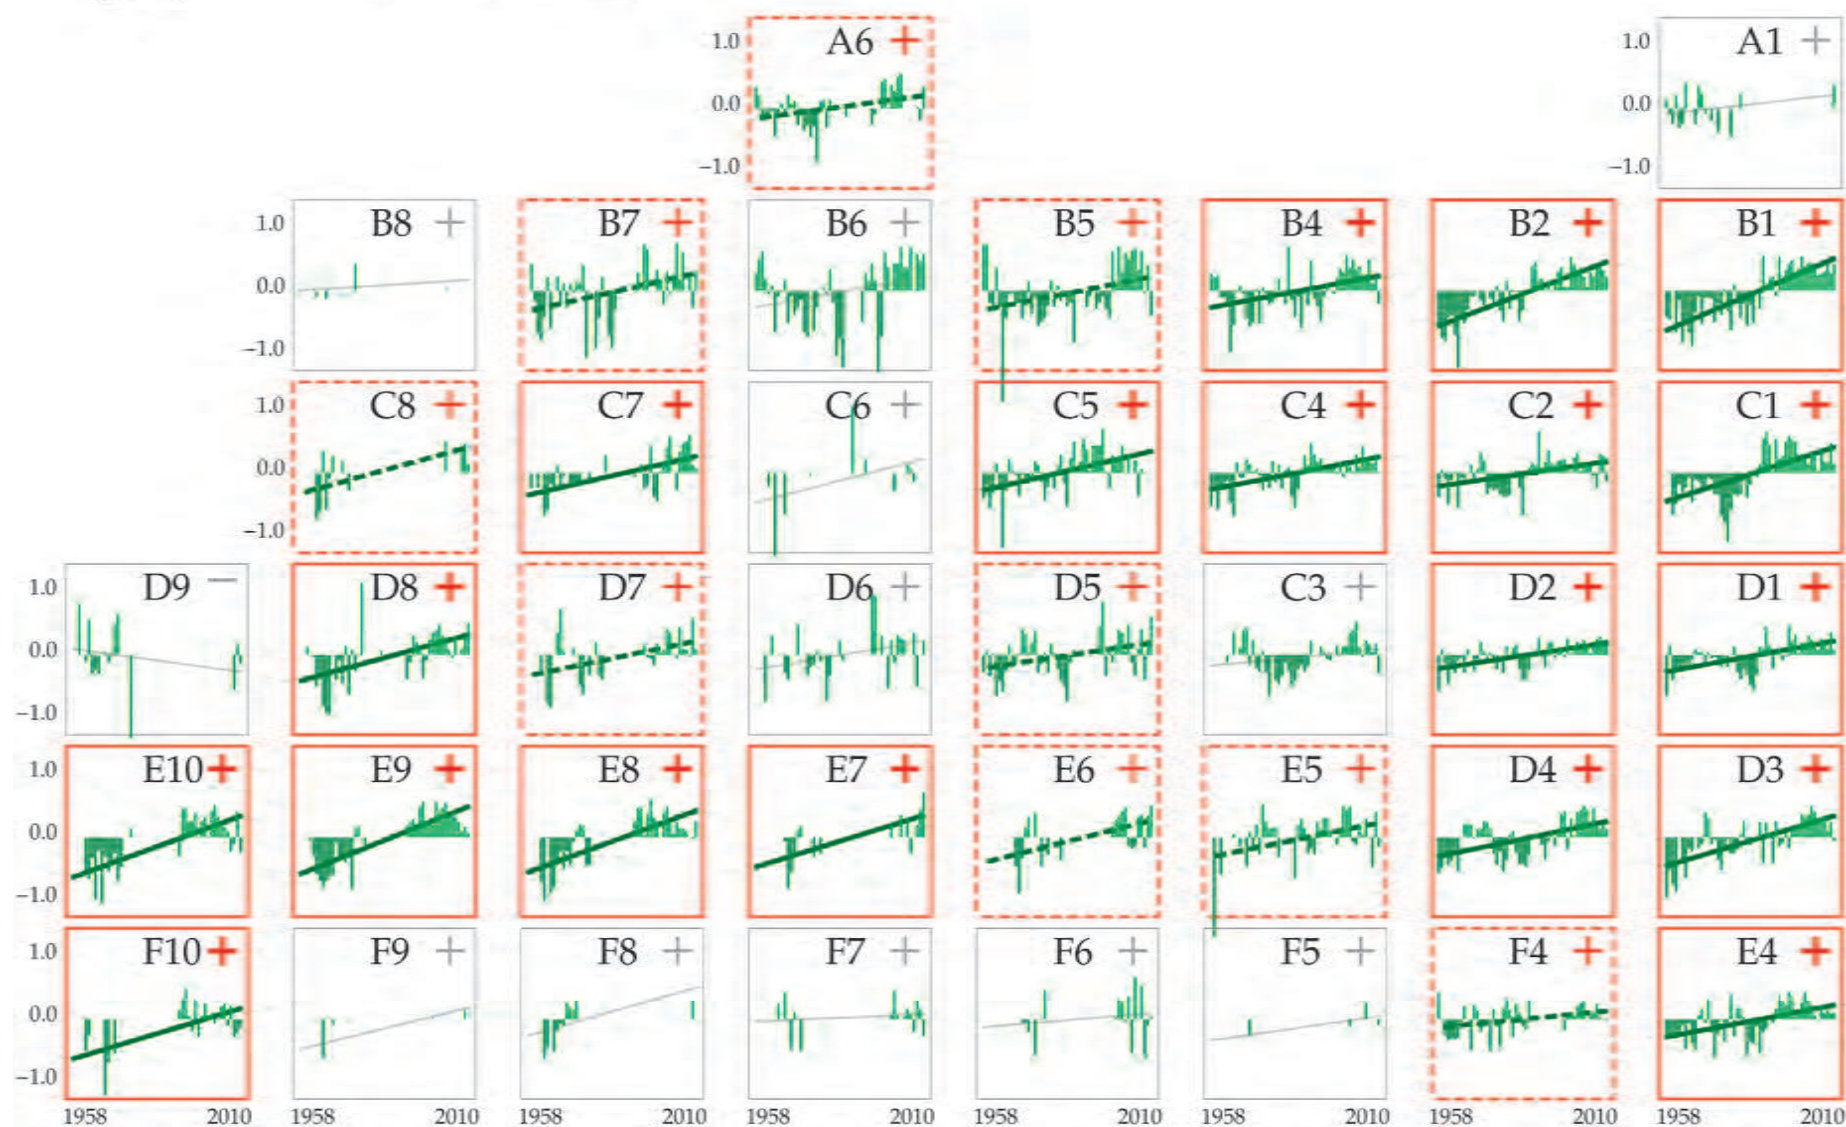 1.0 A6 + 1.0 A1 +
0.0 0.0
−1.0 −1.0
1.0 B8 + B7 + B6 + B5 + B4 + B2 + B1 +
0.0
−1.0
1.0 C8 + C7 + C6 + C5 + C4 + C2 + C1 +
0.0
−1.0
1.0 D9 − D8 + D7 + D6 + D5 + C3 + D2 + D1 +
0.0
−1.0
1.0 E10 + E9 + E8 + E7 + E6 + E5 + D4 + D3 +
0.0
−1.0
1.0 F10 + F9 + F8 + F7 + F6 + F5 + F4 + E4 +
0.0
−1.0
1958 2010 1958 2010 1958 2010 1958 2010 1958 2010 1958 2010 1958 2010 1958 2010